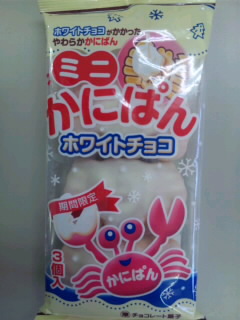 ホワイトチョコがかかった
やわらかかにぱん
ミニ
かにぱん
ホワイトチョコ
期間限定
3個入
かにぱん
チョコレート菓子